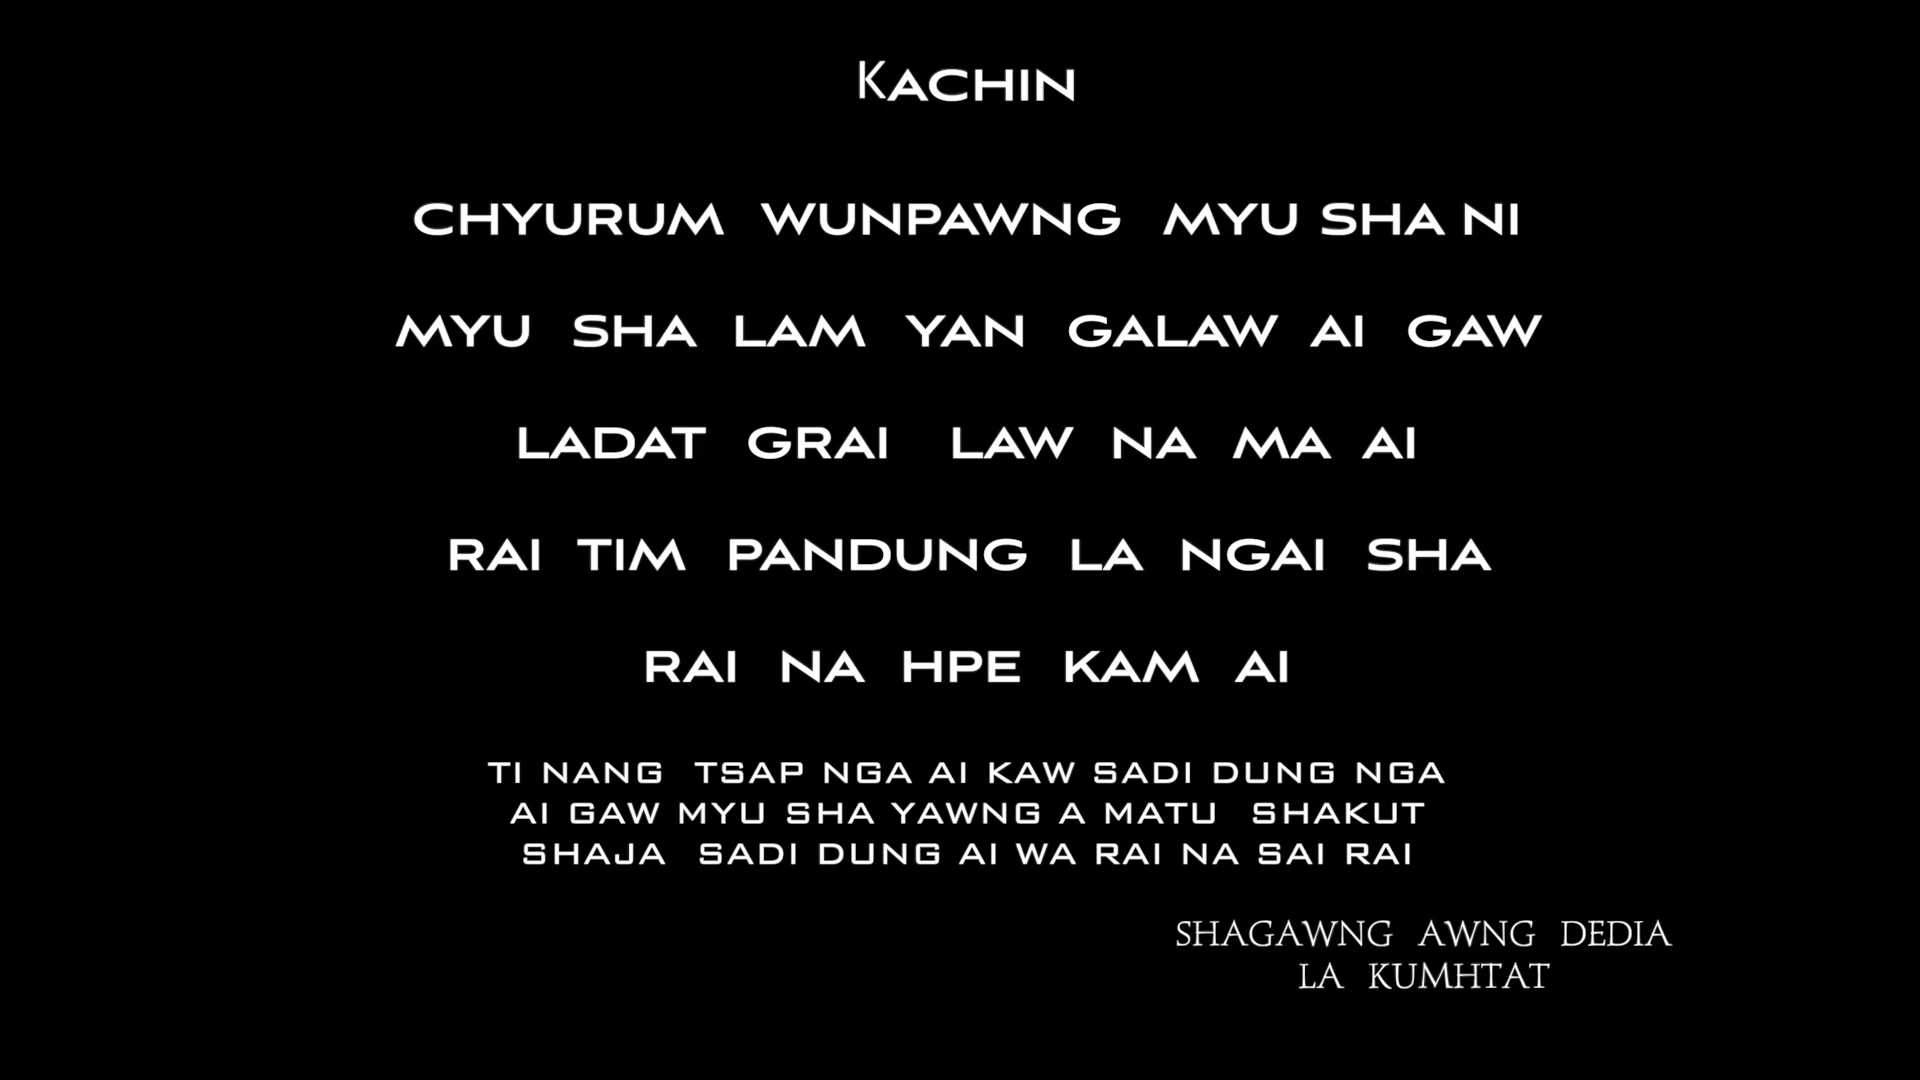 KACHIN
CHYURUM WUNPAWNG MYU SHA NI
MYU SHA LAM YAN GALAW AI GAW
LADAT GRAI LAW NA MA AI
RAI TIM PANDUNG LA NGAI SHA
RAI NA HPE KAM AI
TI NANG TSAP NGA AI KAW SADI DUNG NGA
AI GAW MYU SHA YAWNG A MATU SHAKUT
SHAJA SADI DUNG AI WA RAI NA SAI RAI
SHAGAWNG AWNG DEDIA
LA KUMHTAT